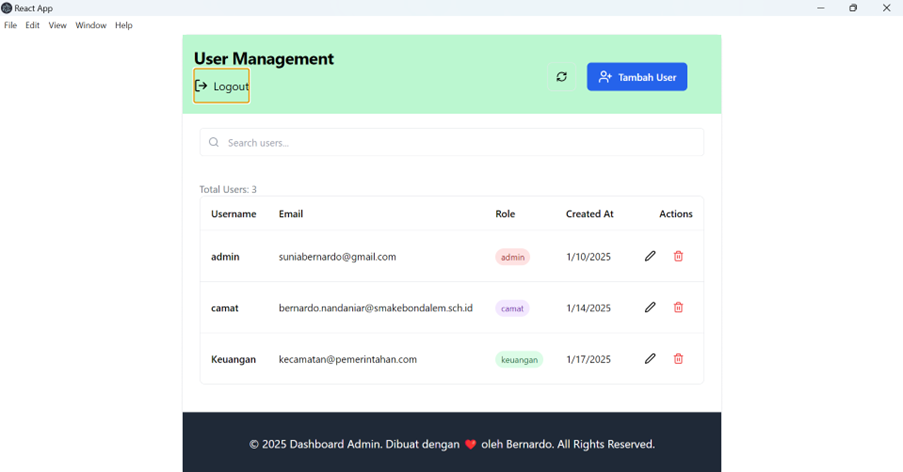 React App
File Edit View Window Help
User Management
Logout
Tambah User
Search users...
Total Users: 3
Username Email Role Created At Actions
admin suniabernardo@gmail.com admin 1/10/2025
camat bernardo.nandaniar@smakebondalem.sch.id camat 1/14/2025
Keuangan kecamatan@pemerintahan.com keuangan 1/17/2025
© 2025 Dashboard Admin. Dibuat dengan ❤️ oleh Bernardo. All Rights Reserved.